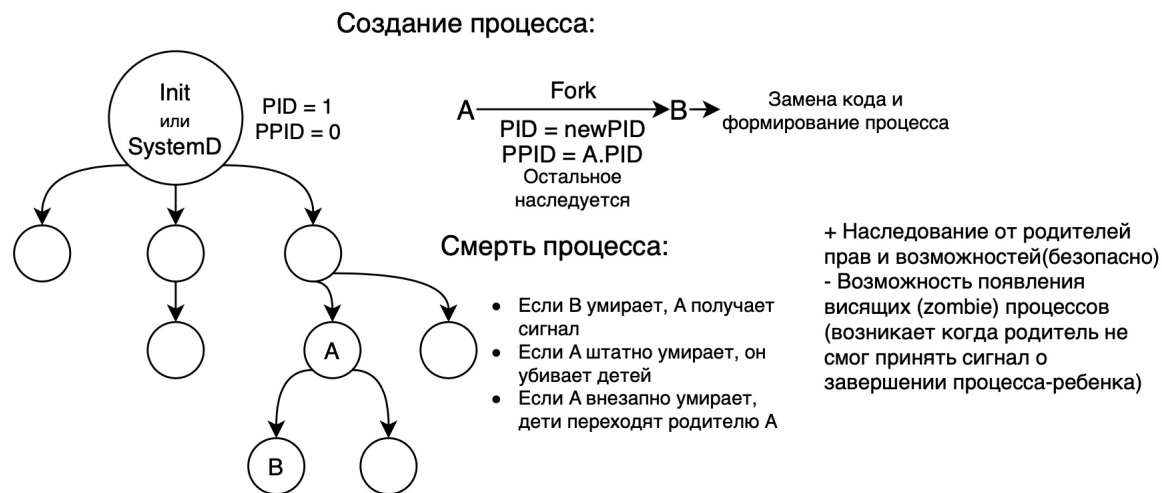 Создание процесса:
Init
или
SystemD
PID = 1
PPID = 0
A
Fork
B
PID = newPID
PPID = A.PID
Остальное
наследуется
Замена кода и
формирование процесса
Смерть процесса:
• Если B умирает, A получает
сигнал
• Если A штатно умирает, он
убивает детей
• Если A внезапно умирает,
дети переходят родителю A
+ Наследование от родителей
прав и возможностей(безопасно)
- Возможность появления
висящих (zombie) процессов
(возникает когда родитель не
смог принять сигнал о
завершении процесса-ребенка)
A
B